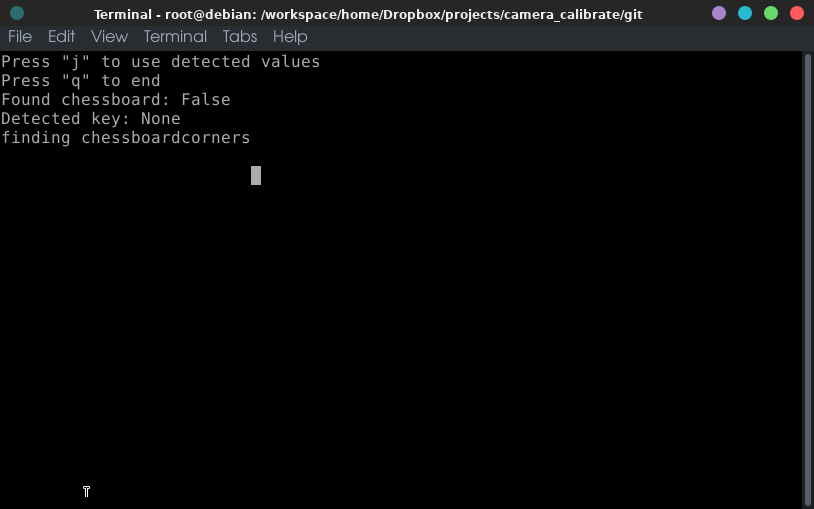 Terminal - root@debian: /workspace/home/Dropbox/projects/camera_calibrate/git
File Edit View Terminal Tabs Help
Press "j" to use detected values
Press "q" to end
Found chessboard: False
Detected key: None
finding chessboardcorners